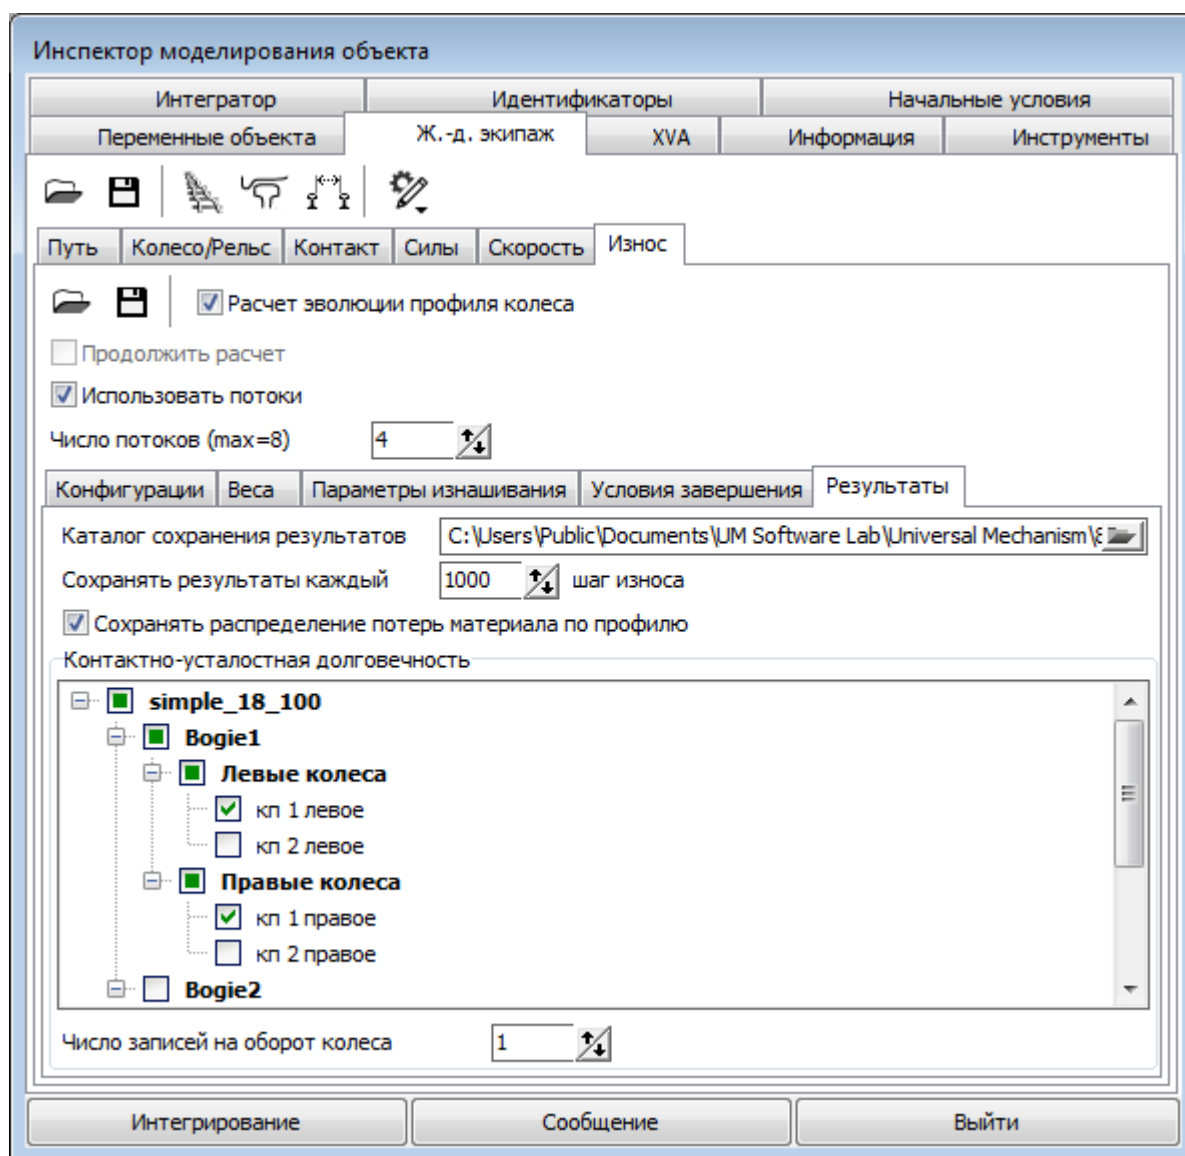 Инспектор моделирования объекта
Интегратор Идентификаторы Начальные условия
Переменные объекта Ж.-д. экипаж XVA Информация Инструменты
Путь Колесо/Рельс Контакт Силы Скорость Износ
Расчет эволюции профиля колеса
Продолжить расчет
Использовать потоки
Число потоков (max=8) 4
Конфигурации Веса Параметры изнашивания Условия завершения Результаты
Каталог сохранения результатов C:\Users\Public\Documents\UM Software Lab\Universal Mechanism\
Сохранять результаты каждый 1000 шаг износа
Сохранять распределение потерь материала по профилю
Контактно-усталостная долговечность
simple_18_100
Bogie1
Левые колеса
кп 1 левое
кп 2 левое
Правые колеса
кп 1 правое
кп 2 правое
Bogie2
Число записей на оборот колеса 1
Интегрирование Сообщение Выйти